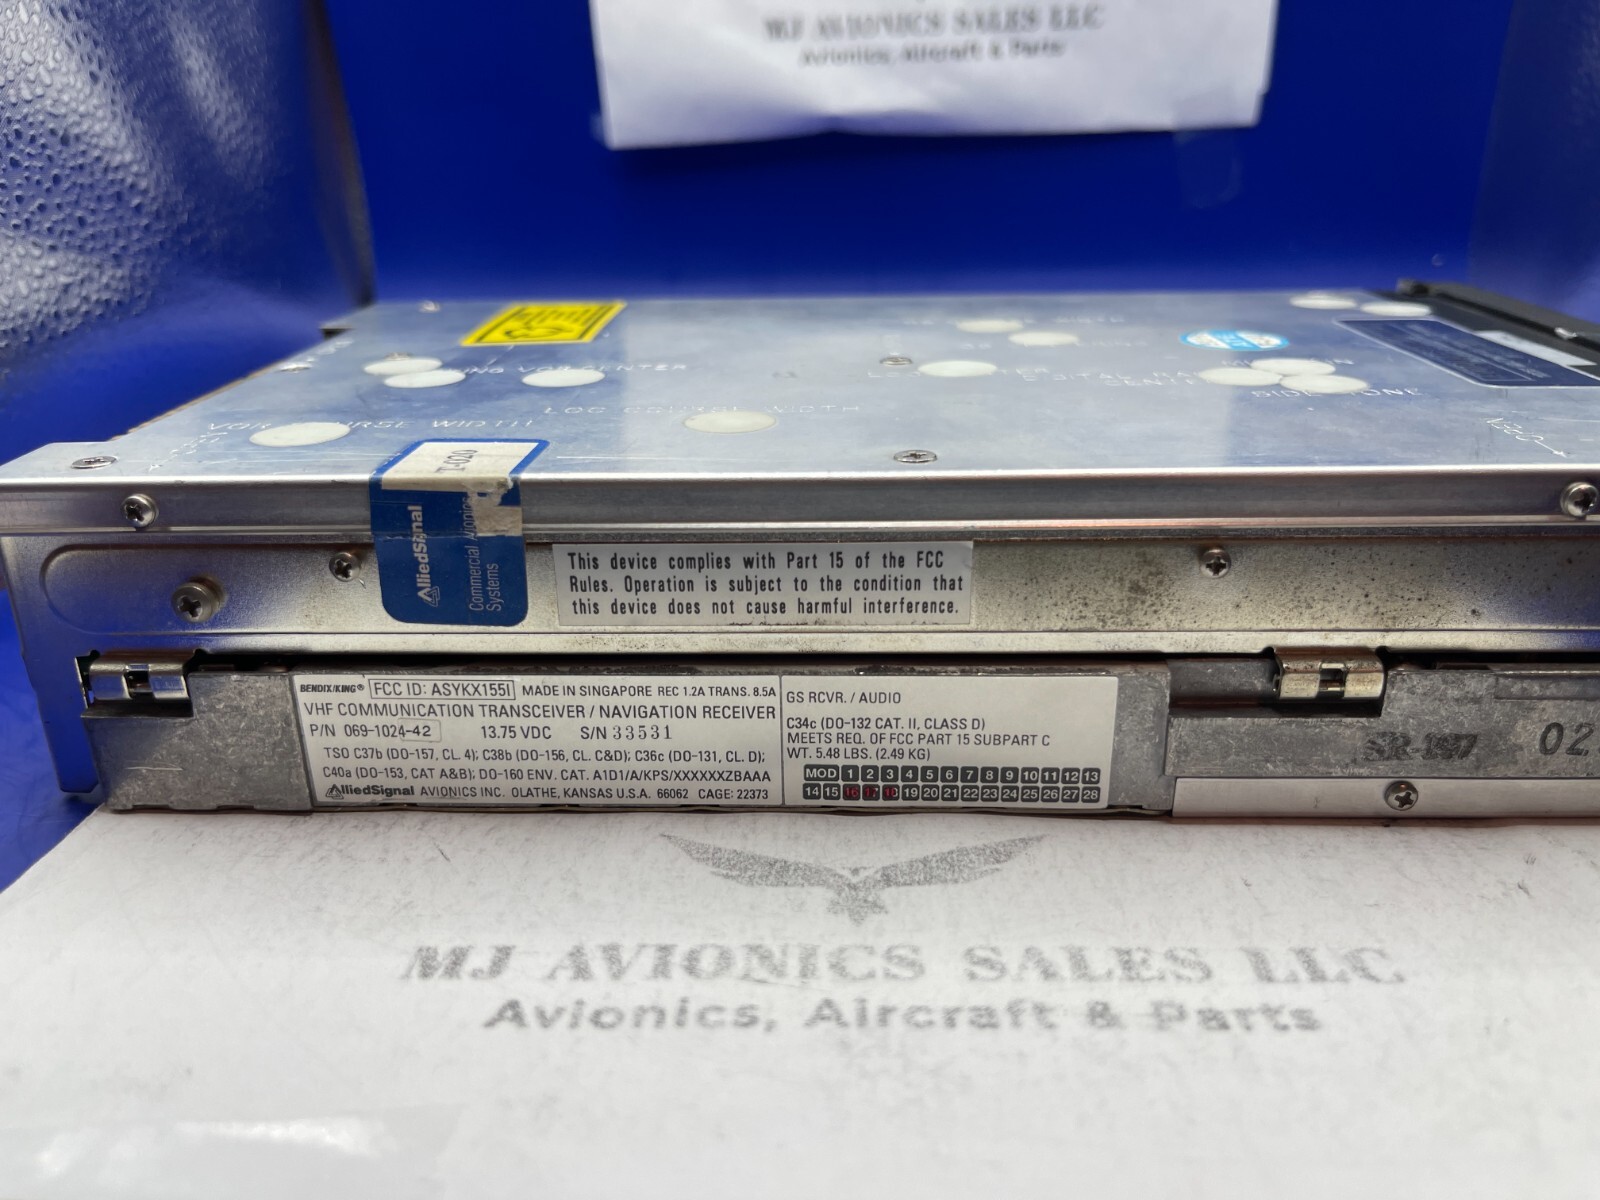 MJ AVIONICS SALES LLC
Avionics, Aircraft & Parts
VOR CENTER
LOC COURSE WIDTH
VOR COURSE WIDTH
SIDE TONE
OPEN
T-020
AlliedSignal
Commercial Avionics
Systems
This device complies with Part 15 of the FCC
Rules. Operation is subject to the condition that
this device does not cause harmful interference.
BENDIX/KING® FCC ID: ASYKX155I MADE IN SINGAPORE REC 1.2A TRANS. 8.5A
VHF COMMUNICATION TRANSCEIVER / NAVIGATION RECEIVER
P/N 069-1024-42 13.75 VDC S/N 33531
TSO C37b (DO-157, CL. 4); C38b (DO-156, CL. C&D); C36c (DO-131, CL. D);
C40a (DO-153, CAT A&B); DO-160 ENV. CAT. A1D1/A/KPS/XXXXXXZBAAA
AlliedSignal AVIONICS INC. OLATHE, KANSAS U.S.A. 66062 CAGE: 22373
GS RCVR. / AUDIO
C34c (DO-132 CAT. II, CLASS D)
MEETS REQ. OF FCC PART 15 SUBPART C
WT. 5.48 LBS. (2.49 KG)
MOD 1 2 3 4 5 6 7 8 9 10 11 12 13
14 15 16 17 18 19 20 21 22 23 24 25 26 27 28
02
MJ AVIONICS SALES LLC
Avionics, Aircraft & Parts